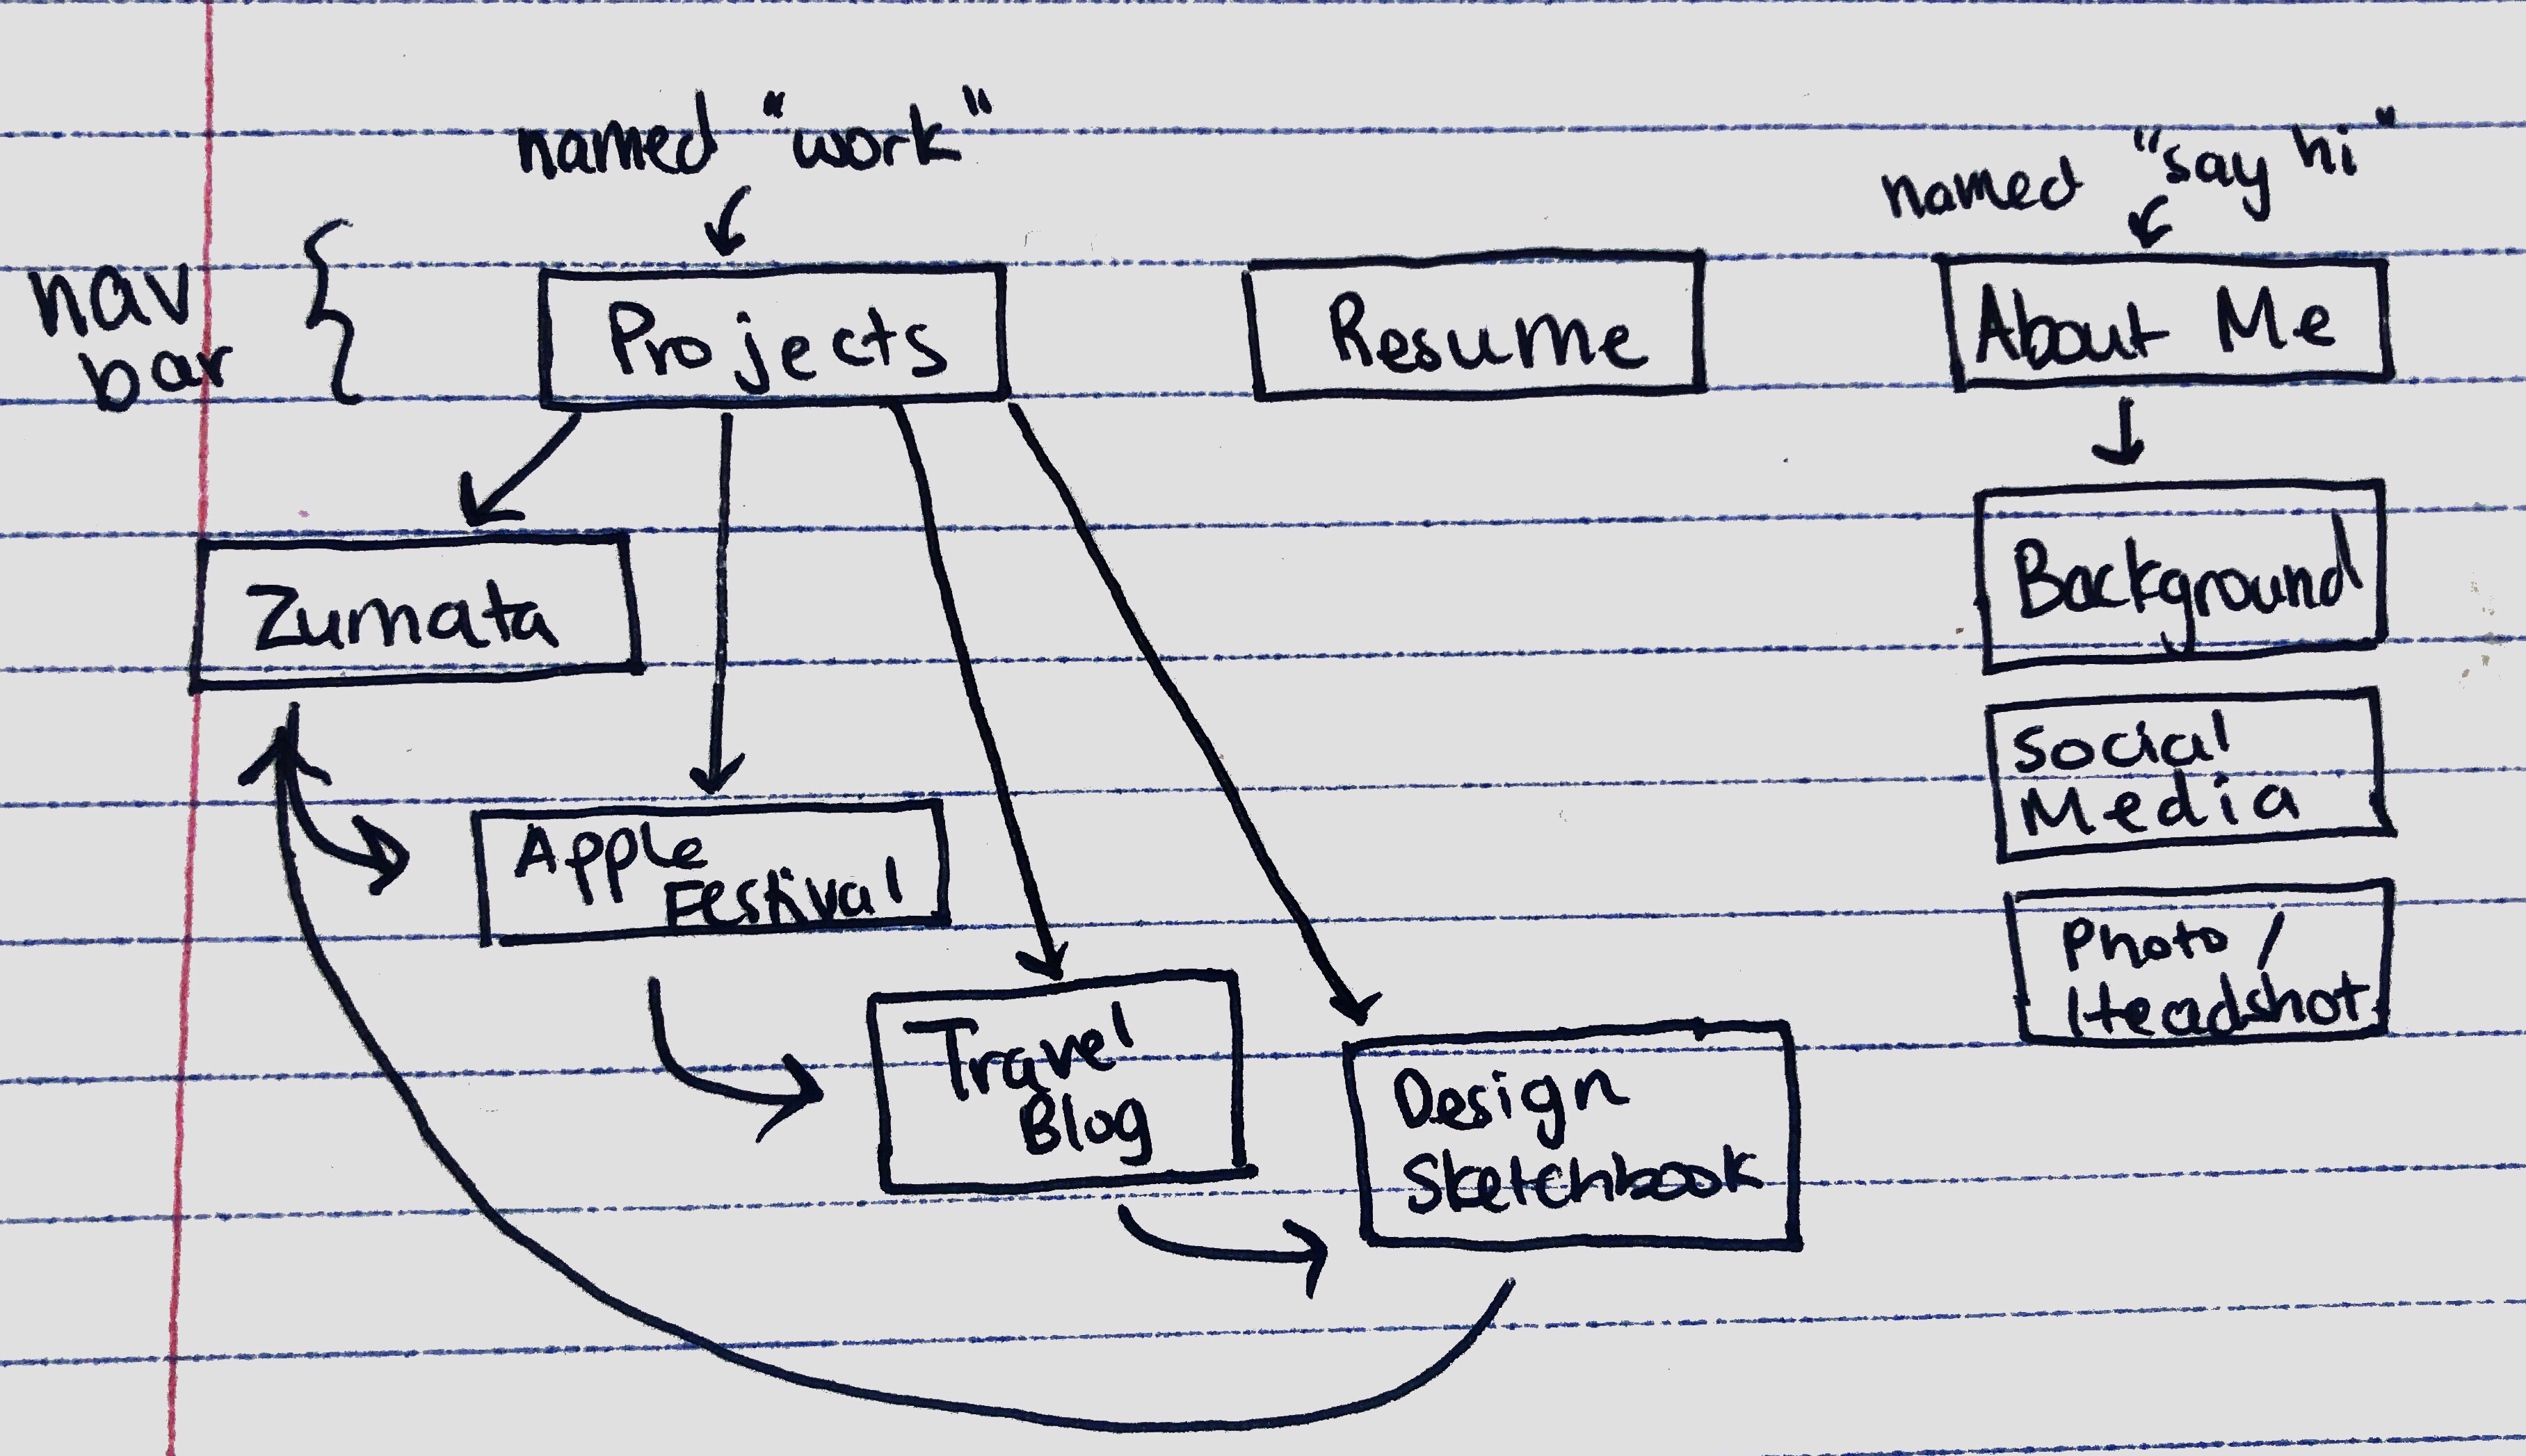 named "work"
named "say hi"
nav
bar
Projects
Resume
About Me
Zumata
Background
Social
Media
Apple
Festival
Photo /
Headshot
Travel
Blog
Design
Sketchbook